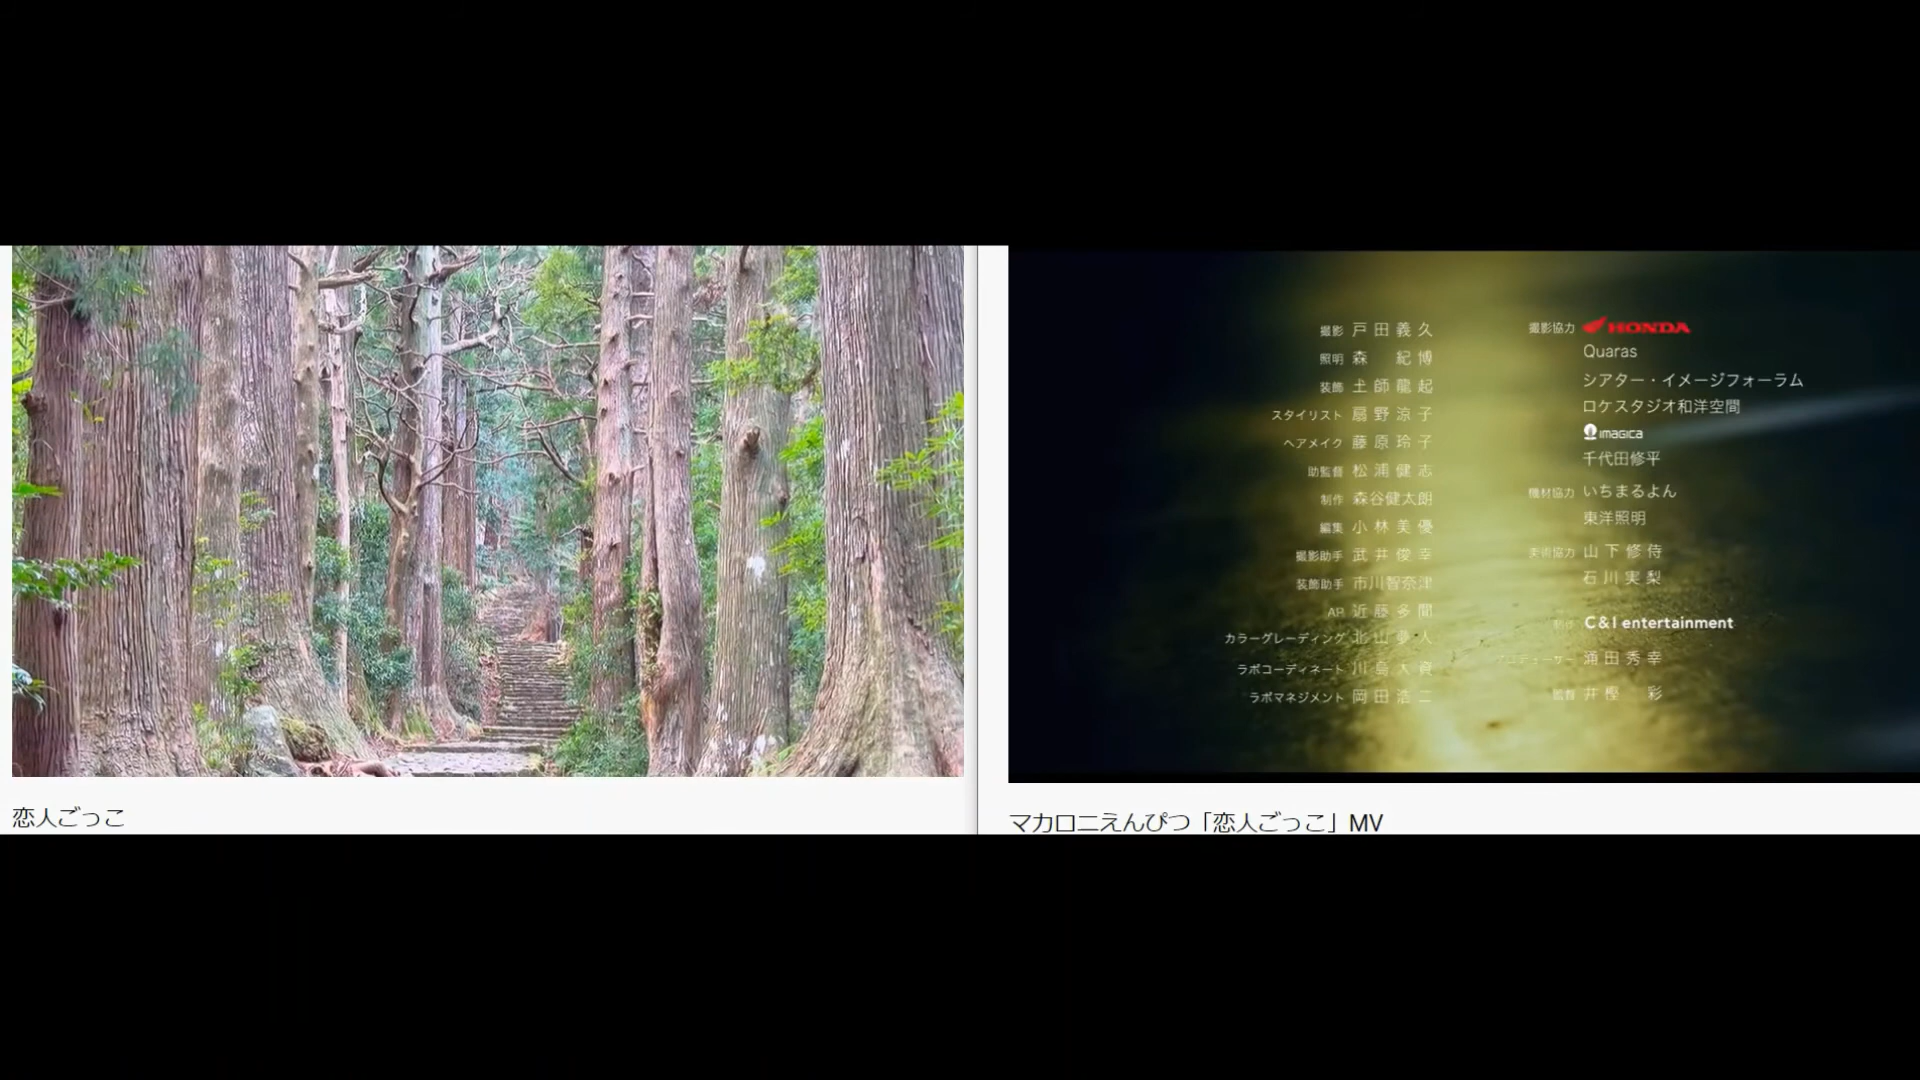 撮影 戸田義久
照明 森 紀博
装飾 土師龍起
スタイリスト 扇野涼子
ヘアメイク 藤原玲子
助監督 松浦健志
制作 森谷健太朗
編集 小林美優
撮影助手 武井俊幸
装飾助手 市川智奈津
AR 近藤多聞
カラーグレーディング 北山夢人
ラボコーディネート 川島大資
ラボマネジメント 岡田浩二
撮影協力 HONDA
Quaras
シアター・イメージフォーラム
ロケスタジオ和洋空間
IMAGICA
千代田修平
機材協力 いちまるよん
東洋照明
美術協力 山下修侍
石川実梨
制作 C&I entertainment
プロデューサー 涌田秀幸
監督 井樫 彩
恋人ごっこ
マカロニえんぴつ「恋人ごっこ」MV